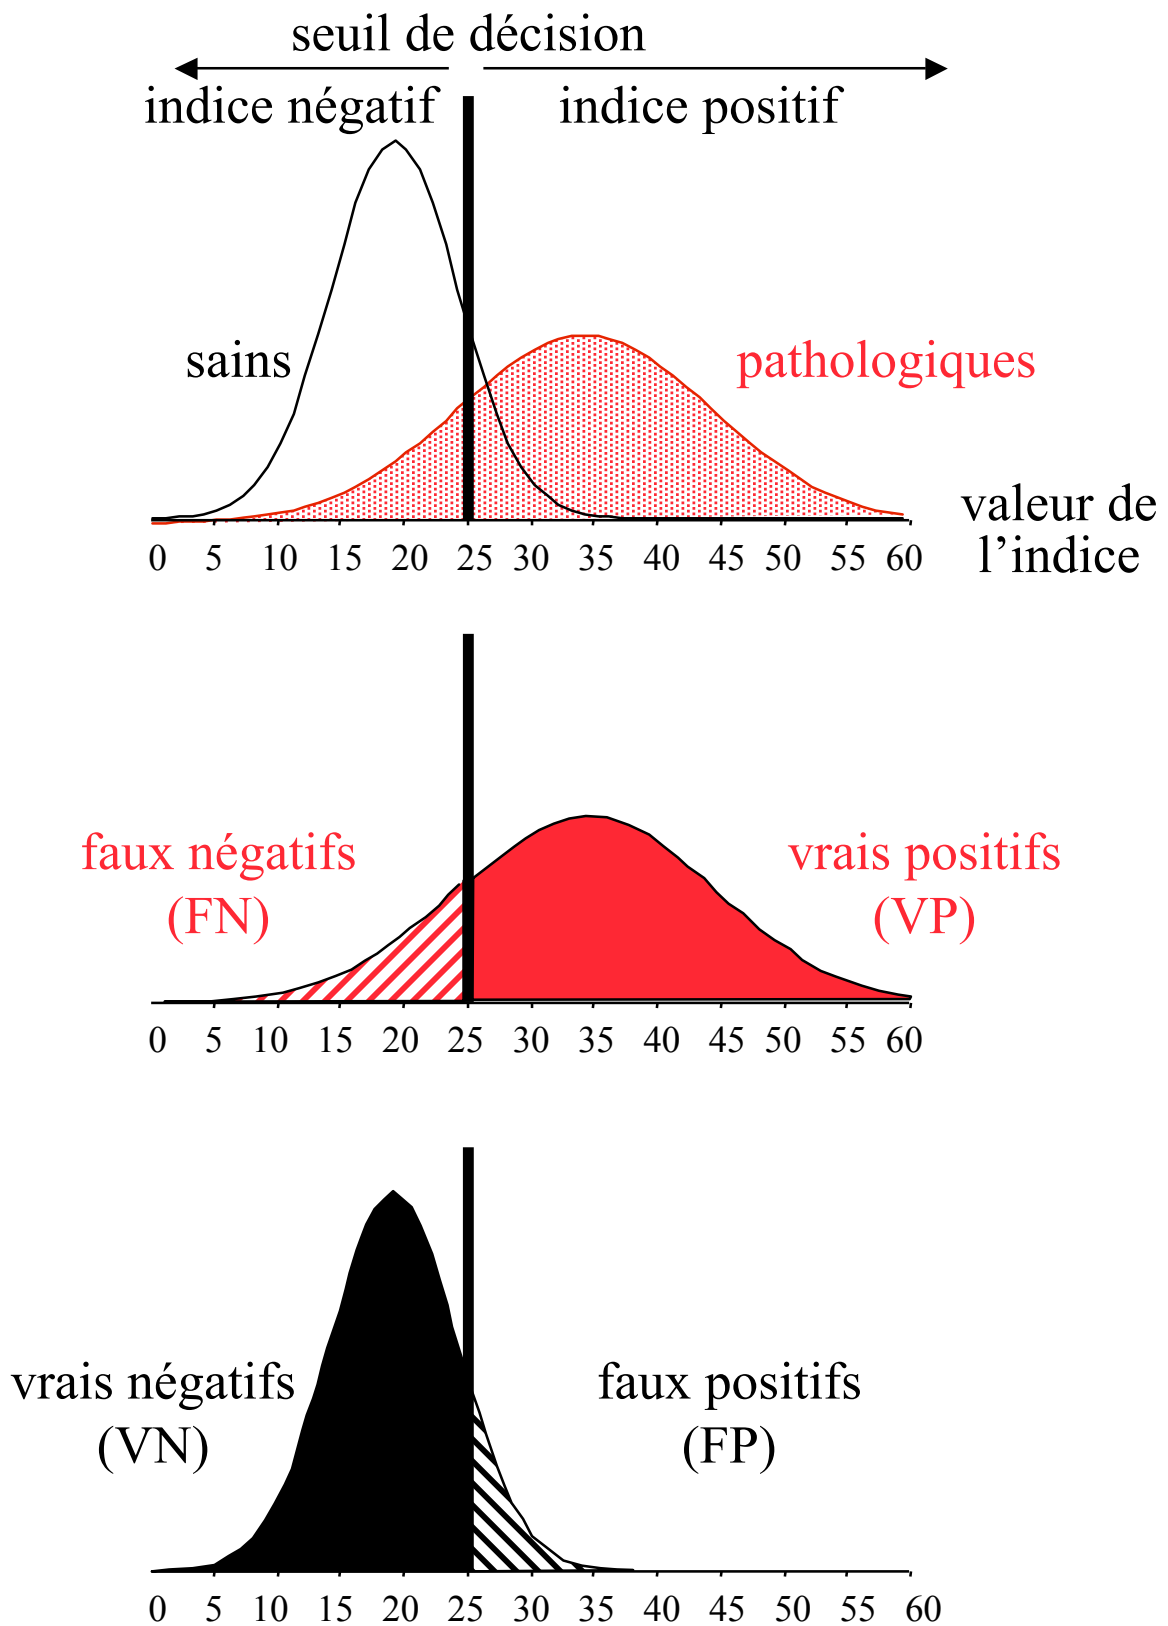 seuil de décision
indice négatif
indice positif
sains
pathologiques
valeur de
l’indice
0 5 10 15 20 25 30 35 40 45 50 55 60
faux négatifs
(FN)
vrais positifs
(VP)
0 5 10 15 20 25 30 35 40 45 50 55 60
vrais négatifs
(VN)
faux positifs
(FP)
0 5 10 15 20 25 30 35 40 45 50 55 60